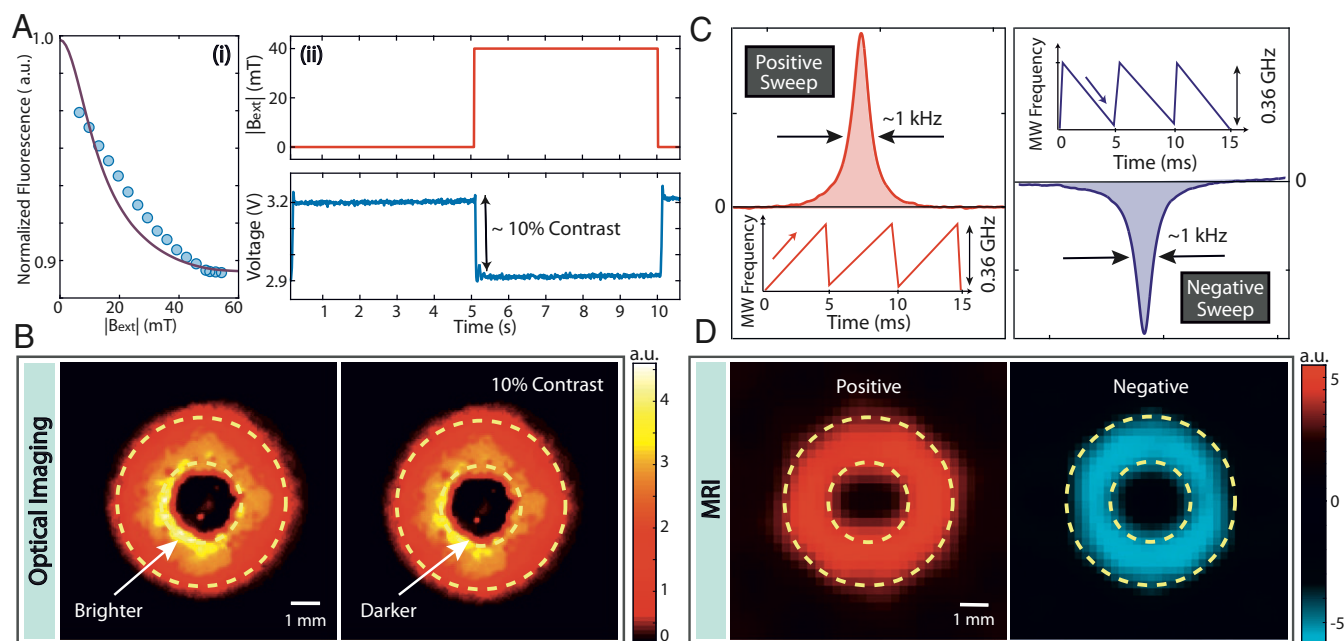 A
(i)
1.0
0.9
Normalized Fluorescence ( a.u.)
0 20 40 60
|Bext| (mT)
(ii)
|Bext| (mT)
40
20
0
Voltage (V)
3.2
2.9
~ 10% Contrast
1 2 3 4 5 6 7 8 9 10
Time (s)
B
Optical Imaging
Brighter
1 mm
10% Contrast
Darker
a.u.
4
3
2
1
0
C
Positive
Sweep
~1 kHz
0
MW Frequency
0.36 GHz
0 5 10 15
Time (ms)
MW Frequency
0.36 GHz
0 5 10 15
Time (ms)
0
~1 kHz
Negative
Sweep
D
MRI
Positive
1 mm
Negative
a.u.
5
0
-5